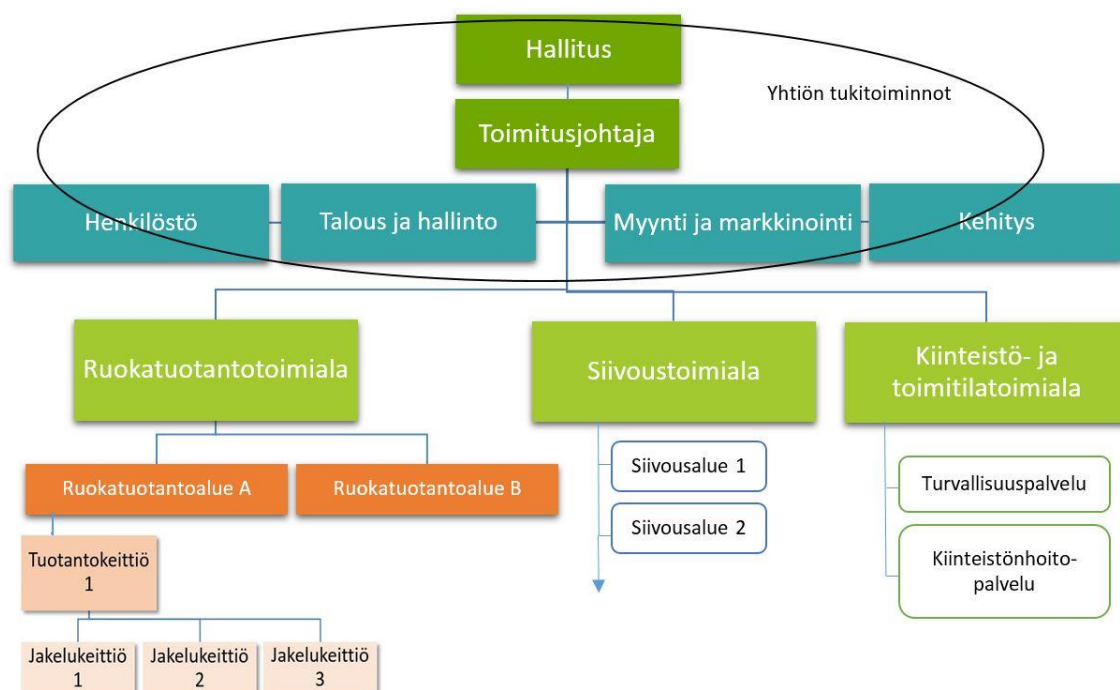 Hallitus
Yhtiön tukitoiminnot
Toimitusjohtaja
Henkilöstö
Talous ja hallinto
Myynti ja markkinointi
Kehitys
Ruokatuotantotoimiala
Siivoustoimiala
Kiinteistö- ja
toimitilatoimiala
Ruokatuotantoalue A
Ruokatuotantoalue B
Siivousalue 1
Siivousalue 2
Turvallisuuspalvelu
Kiinteistönhoito-
palvelu
Tuotantokeittiö
1
Jakelukeittiö
1
Jakelukeittiö
2
Jakelukeittiö
3